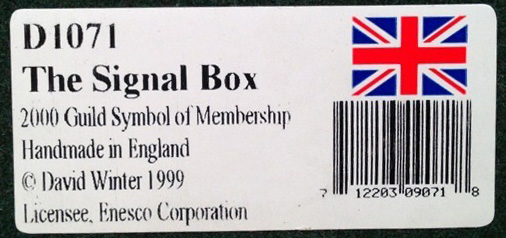 D1071
The Signal Box
2000 Guild Symbol of Membership
Handmade in England
© David Winter 1999
Licensee, Enesco Corporation
7 12203 09071 8